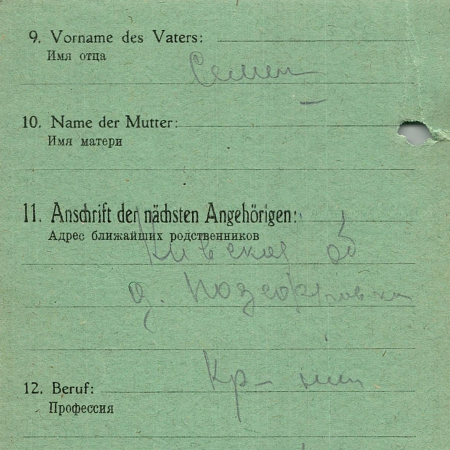 9. Vorname des Vaters:
Имя отца
Семен
10. Name der Mutter:
Имя матери
—
11. Anschrift der nächsten Angehörigen:
Адрес ближайших родственников
Киевская об
д.
12. Beruf:
Кр-нин
Профессия